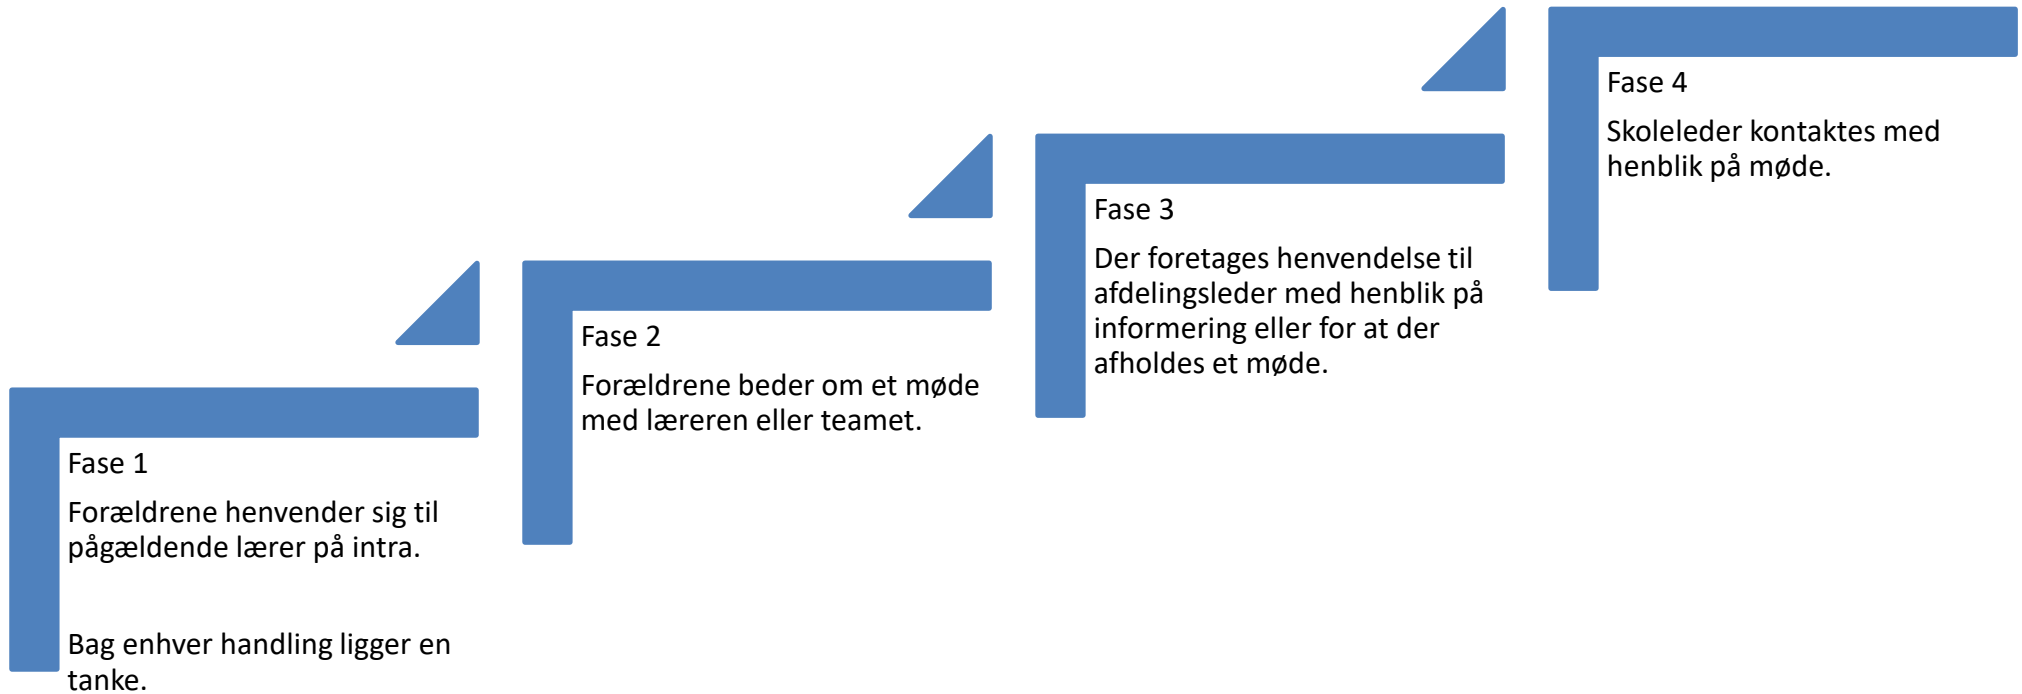 Fase 1
Forældrene henvender sig til
pågældende lærer på intra.
Bag enhver handling ligger en
tanke.
Fase 2
Forældrene beder om et møde
med læreren eller teamet.
Fase 3
Der foretages henvendelse til
afdelingsleder med henblik på
informering eller for at der
afholdes et møde.
Fase 4
Skoleleder kontaktes med
henblik på møde.